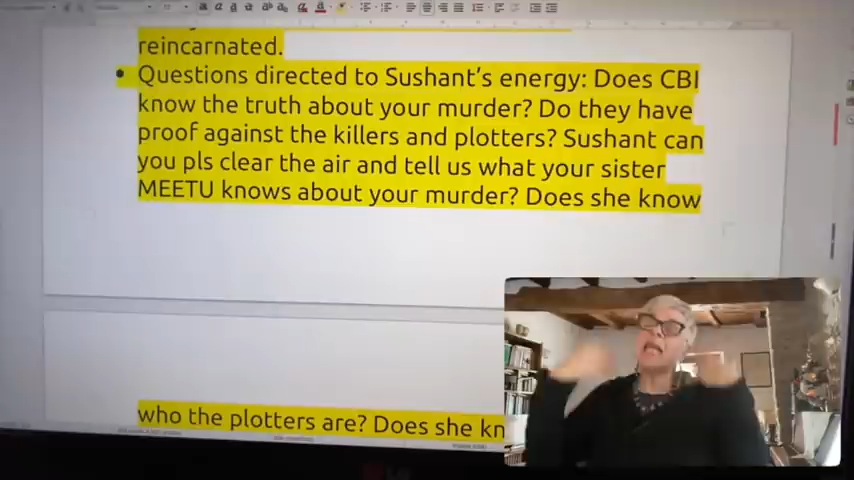 reincarnated.
Questions directed to Sushant's energy: Does CBI
know the truth about your murder? Do they have
proof against the killers and plotters? Sushant can
you pls clear the air and tell us what your sister
MEETU knows about your murder? Does she know
who the plotters are? Does she kn